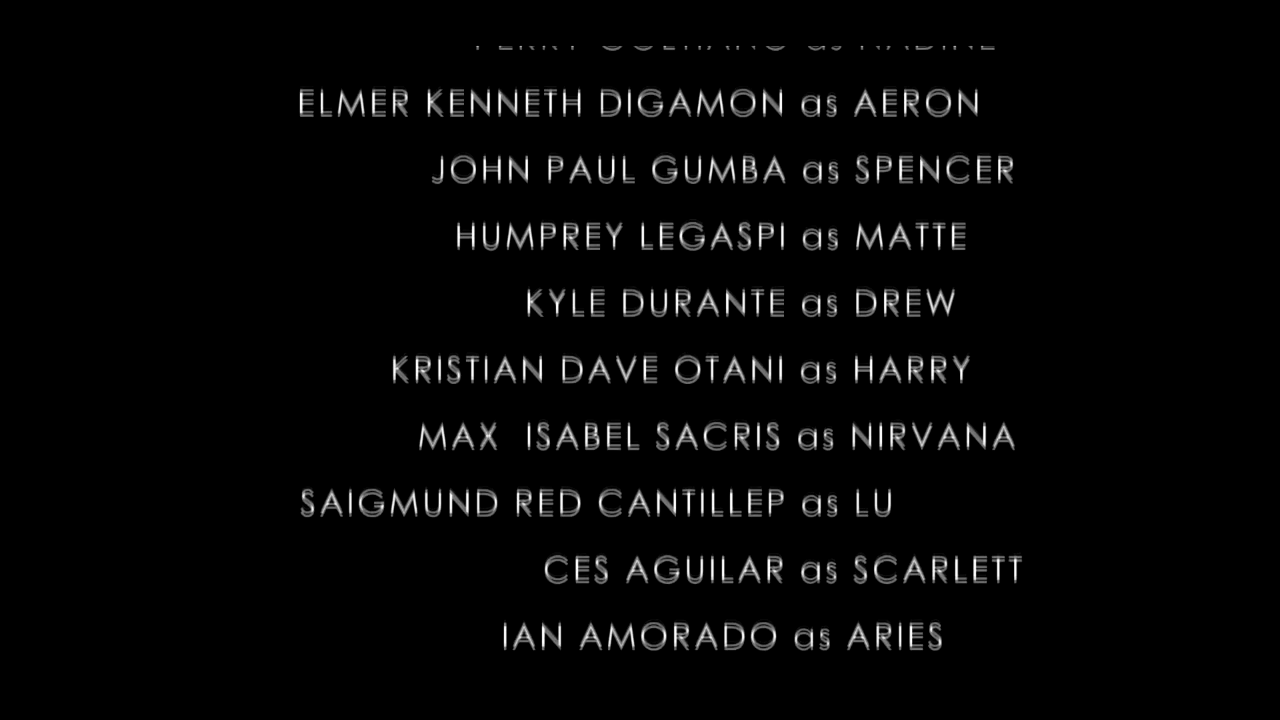 as NADINE
ELMER KENNETH DIGAMON as AERON
JOHN PAUL GUMBA as SPENCER
HUMPREY LEGASPI as MATTE
KYLE DURANTE as DREW
KRISTIAN DAVE OTANI as HARRY
MAX ISABEL SACRIS as NIRVANA
SAIGMUND RED CANTILLEP as LU
CES AGUILAR as SCARLETT
IAN AMORADO as ARIES